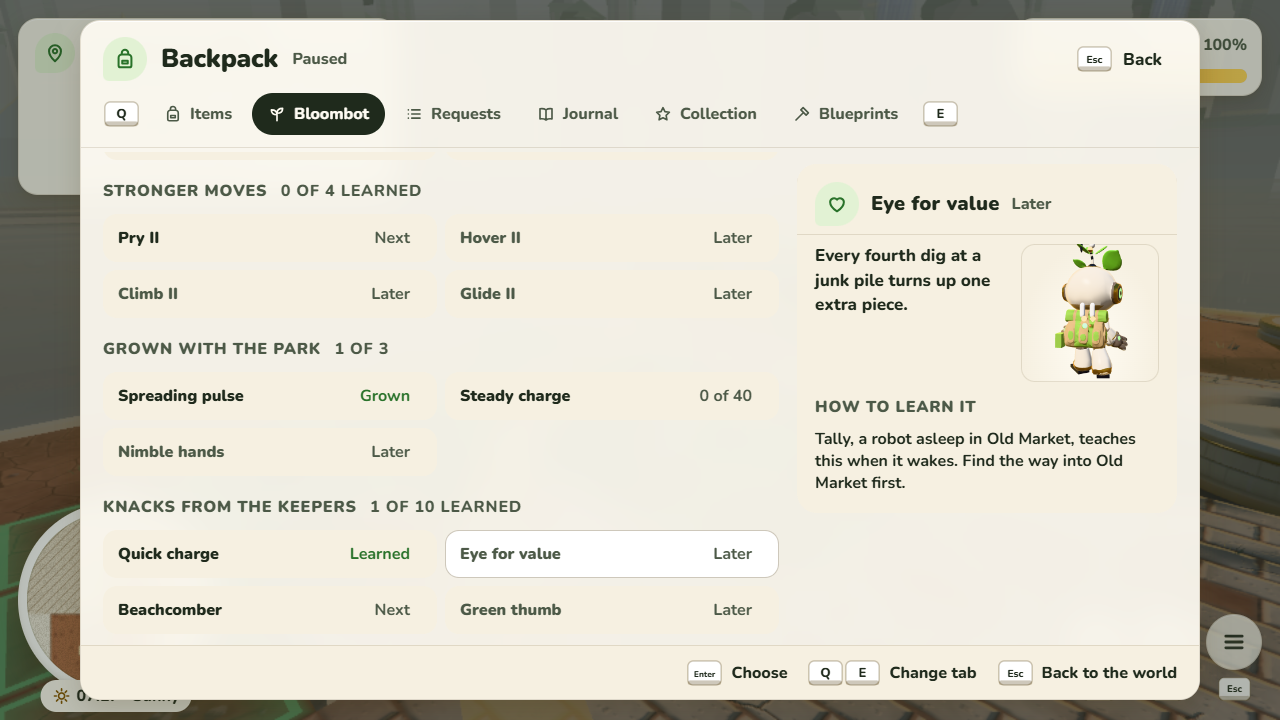 Backpack Paused
Esc Back
100%
Q Items Bloombot Requests Journal Collection Blueprints E
STRONGER MOVES 0 OF 4 LEARNED
Pry II Next
Hover II Later
Climb II Later
Glide II Later
GROWN WITH THE PARK 1 OF 3
Spreading pulse Grown
Steady charge 0 of 40
Nimble hands Later
KNACKS FROM THE KEEPERS 1 OF 10 LEARNED
Quick charge Learned
Eye for value Later
Beachcomber Next
Green thumb Later
Eye for value Later
Every fourth dig at a
junk pile turns up one
extra piece.
HOW TO LEARN IT
Tally, a robot asleep in Old Market, teaches
this when it wakes. Find the way into Old
Market first.
Enter Choose Q E Change tab Esc Back to the world
Esc